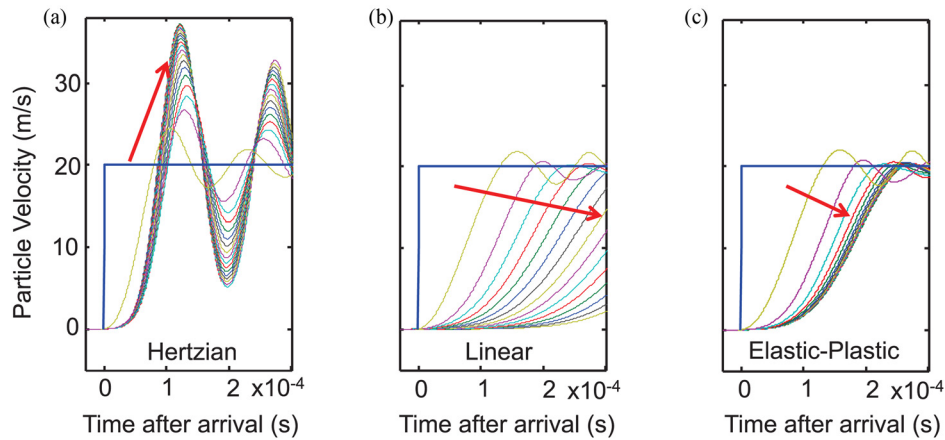 (a)
(b)
(c)
Particle Velocity (m/s)
30
20
10
0
Hertzian
Linear
Elastic-Plastic
0 1 2 x10-4
0 1 2 x10-4
0 1 2 x10-4
Time after arrival (s)
Time after arrival (s)
Time after arrival (s)